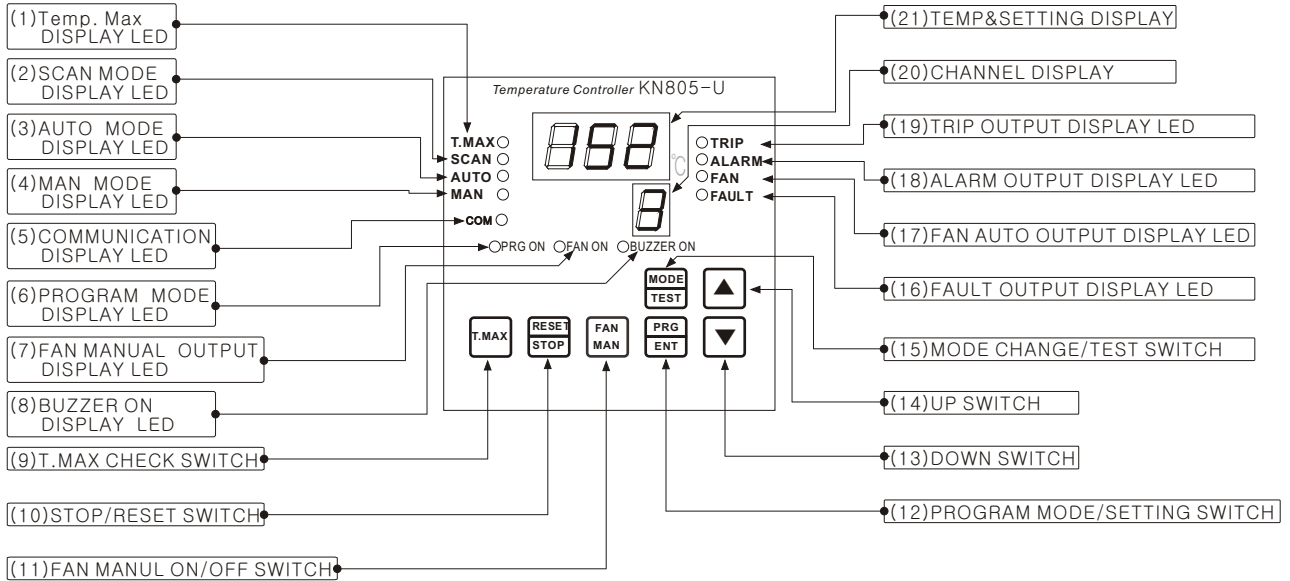 (1)Temp. Max
DISPLAY LED
(2)SCAN MODE
DISPLAY LED
(3)AUTO MODE
DISPLAY LED
(4)MAN MODE
DISPLAY LED
(5)COMMUNICATION
DISPLAY LED
(6)PROGRAM MODE
DISPLAY LED
(7)FAN MANUAL OUTPUT
DISPLAY LED
(8)BUZZER ON
DISPLAY LED
(9)T.MAX CHECK SWITCH
(10)STOP/RESET SWITCH
(11)FAN MANUL ON/OFF SWITCH
Temperature Controller KN805-U
152
℃
3
T.MAX
SCAN
AUTO
MAN
COM
TRIP
ALARM
FAN
FAULT
PRG ON FAN ON BUZZER ON
MODE
TEST
▲
T.MAX
RESET
STOP
FAN
MAN
PRG
ENT
▼
(21)TEMP&SETTING DISPLAY
(20)CHANNEL DISPLAY
(19)TRIP OUTPUT DISPLAY LED
(18)ALARM OUTPUT DISPLAY LED
(17)FAN AUTO OUTPUT DISPLAY LED
(16)FAULT OUTPUT DISPLAY LED
(15)MODE CHANGE/TEST SWITCH
(14)UP SWITCH
(13)DOWN SWITCH
(12)PROGRAM MODE/SETTING SWITCH